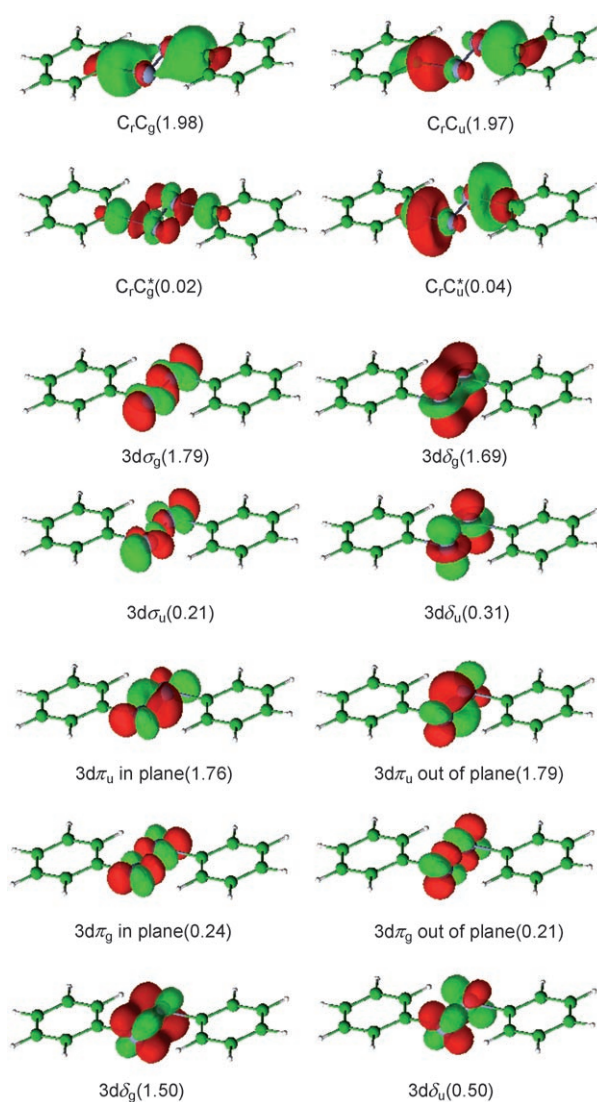 CrCg(1.98) CrCu(1.97)
CrCg*(0.02) CrCu*(0.04)
3dσg(1.79) 3dδg(1.69)
3dσu(0.21) 3dδu(0.31)
3dπu in plane(1.76) 3dπu out of plane(1.79)
3dπg in plane(0.24) 3dπg out of plane(0.21)
3dδg(1.50) 3dδu(0.50)